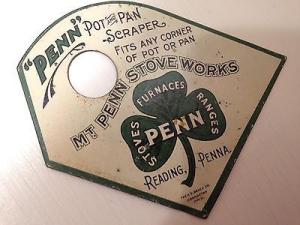 "PENN"
POT AND PAN
SCRAPER
FITS ANY CORNER
OF POT OR PAN
MT. PENN STOVE WORKS
FURNACES
STOVES
RANGES
PENN
READING, PENNA.